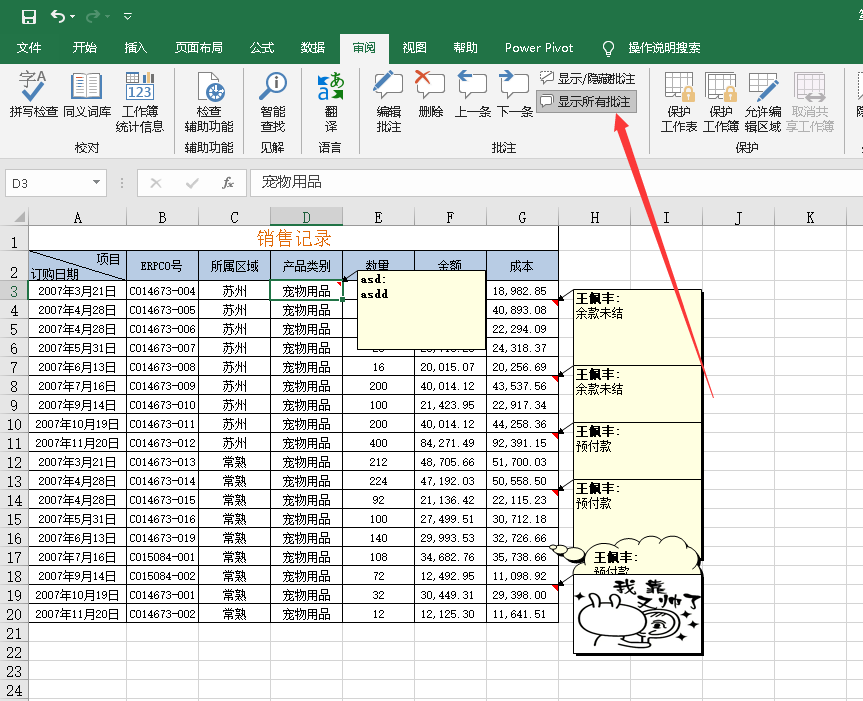 文件 开始 插入 页面布局 公式 数据 审阅 视图 帮助 Power Pivot 操作说明搜索
拼写检查 同义词库 工作簿统计信息
校对
检查辅助功能
辅助功能
智能查找
见解
翻译
语言
编辑批注 删除 上一条 下一条
显示/隐藏批注
显示所有批注
批注
保护工作表 保护工作簿 允许编辑区域 取消共享工作簿
保护
D3 fx 宠物用品
A B C D E F G H I J K
1 销售记录
2 项目 订购日期 ERPCO号 所属区域 产品类别 数量 金额 成本
3 2007年3月21日 C014673-004 苏州 宠物用品 18,982.85
4 2007年4月28日 C014673-005 苏州 宠物用品 40,893.08
5 2007年4月28日 C014673-006 苏州 宠物用品 22,294.09
6 2007年5月31日 C014673-007 苏州 宠物用品 24,318.37
7 2007年6月13日 C014673-008 苏州 宠物用品 16 20,015.07 20,256.69
8 2007年7月16日 C014673-009 苏州 宠物用品 200 40,014.12 43,537.56
9 2007年9月14日 C014673-010 苏州 宠物用品 100 21,423.95 22,917.34
10 2007年10月19日 C014673-011 苏州 宠物用品 200 40,014.12 44,258.36
11 2007年11月20日 C014673-012 苏州 宠物用品 400 84,271.49 92,391.15
12 2007年3月21日 C014673-013 常熟 宠物用品 212 48,705.66 51,700.03
13 2007年4月28日 C014673-014 常熟 宠物用品 224 47,192.03 50,558.50
14 2007年4月28日 C014673-015 常熟 宠物用品 92 21,136.42 22,115.23
15 2007年5月31日 C014673-016 常熟 宠物用品 100 27,499.51 30,712.18
16 2007年6月13日 C014673-019 常熟 宠物用品 140 29,993.53 32,726.66
17 2007年7月16日 C015084-001 常熟 宠物用品 108 34,682.76 35,738.66
18 2007年9月14日 C015084-002 常熟 宠物用品 72 12,492.95 11,098.92
19 2007年10月19日 C014673-001 常熟 宠物用品 32 30,449.31 29,398.00
20 2007年11月20日 C014673-002 常熟 宠物用品 12 12,125.30 11,641.51
21
22
23
24
asd:
asdd
王佩丰:
余款未结
王佩丰:
余款未结
王佩丰:
预付款
王佩丰:
预付款
王佩丰:
预付款
我靠
又帅了